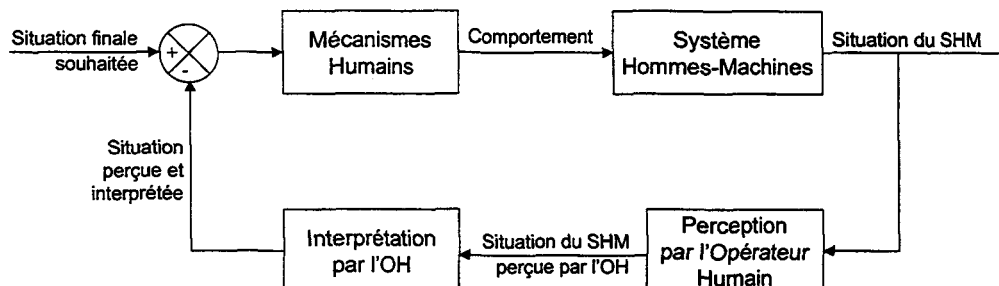 Situation finale
souhaitée
+
-
Mécanismes
Humains
Comportement
Système
Hommes-Machines
Situation du SHM
Situation
perçue et
interprétée
Interprétation
par l'OH
Situation du SHM
perçue par l'OH
Perception
par l'Opérateur
Humain